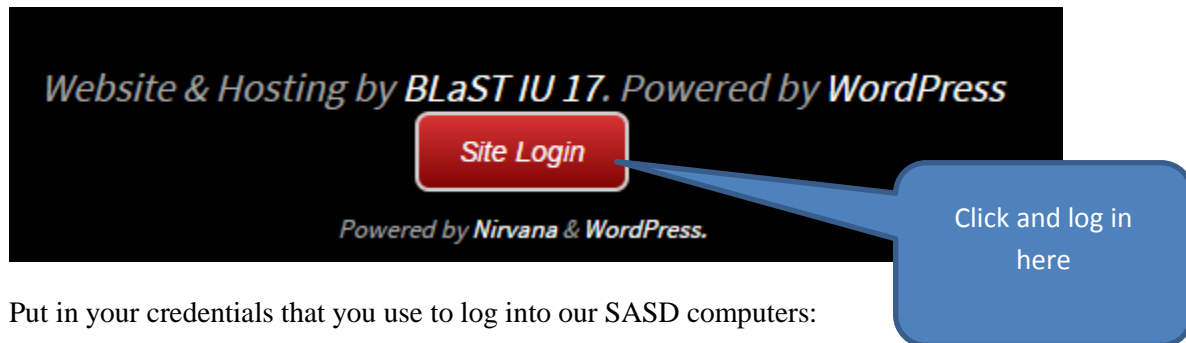 Website & Hosting by BLaST IU 17. Powered by WordPress
Site Login
Powered by Nirvana & WordPress.
Click and log in
here
Put in your credentials that you use to log into our SASD computers: